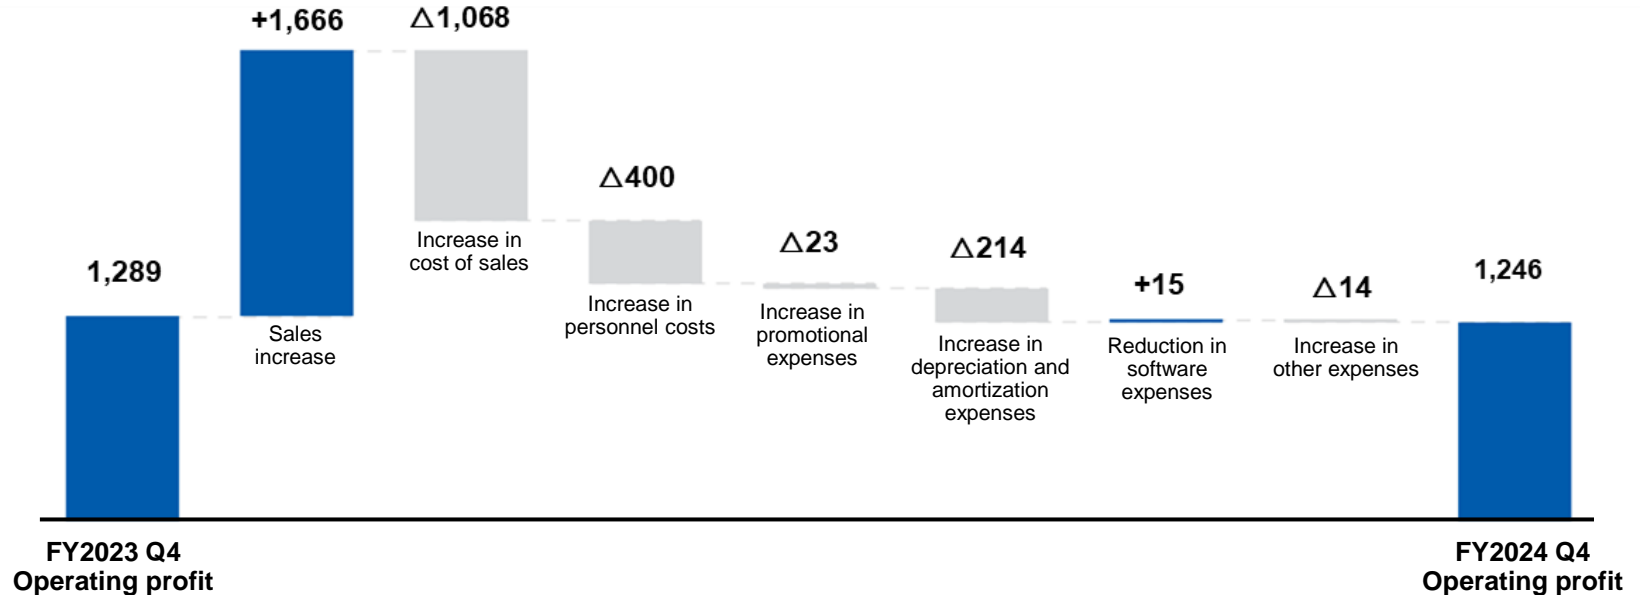 +1,666
△1,068
△400
△23
△214
+15
△14
1,289
1,246
Sales
increase
Increase in
cost of sales
Increase in
personnel costs
Increase in
promotional
expenses
Increase in
depreciation and
amortization
expenses
Reduction in
software
expenses
Increase in
other expenses
FY2023 Q4
Operating profit
FY2024 Q4
Operating profit